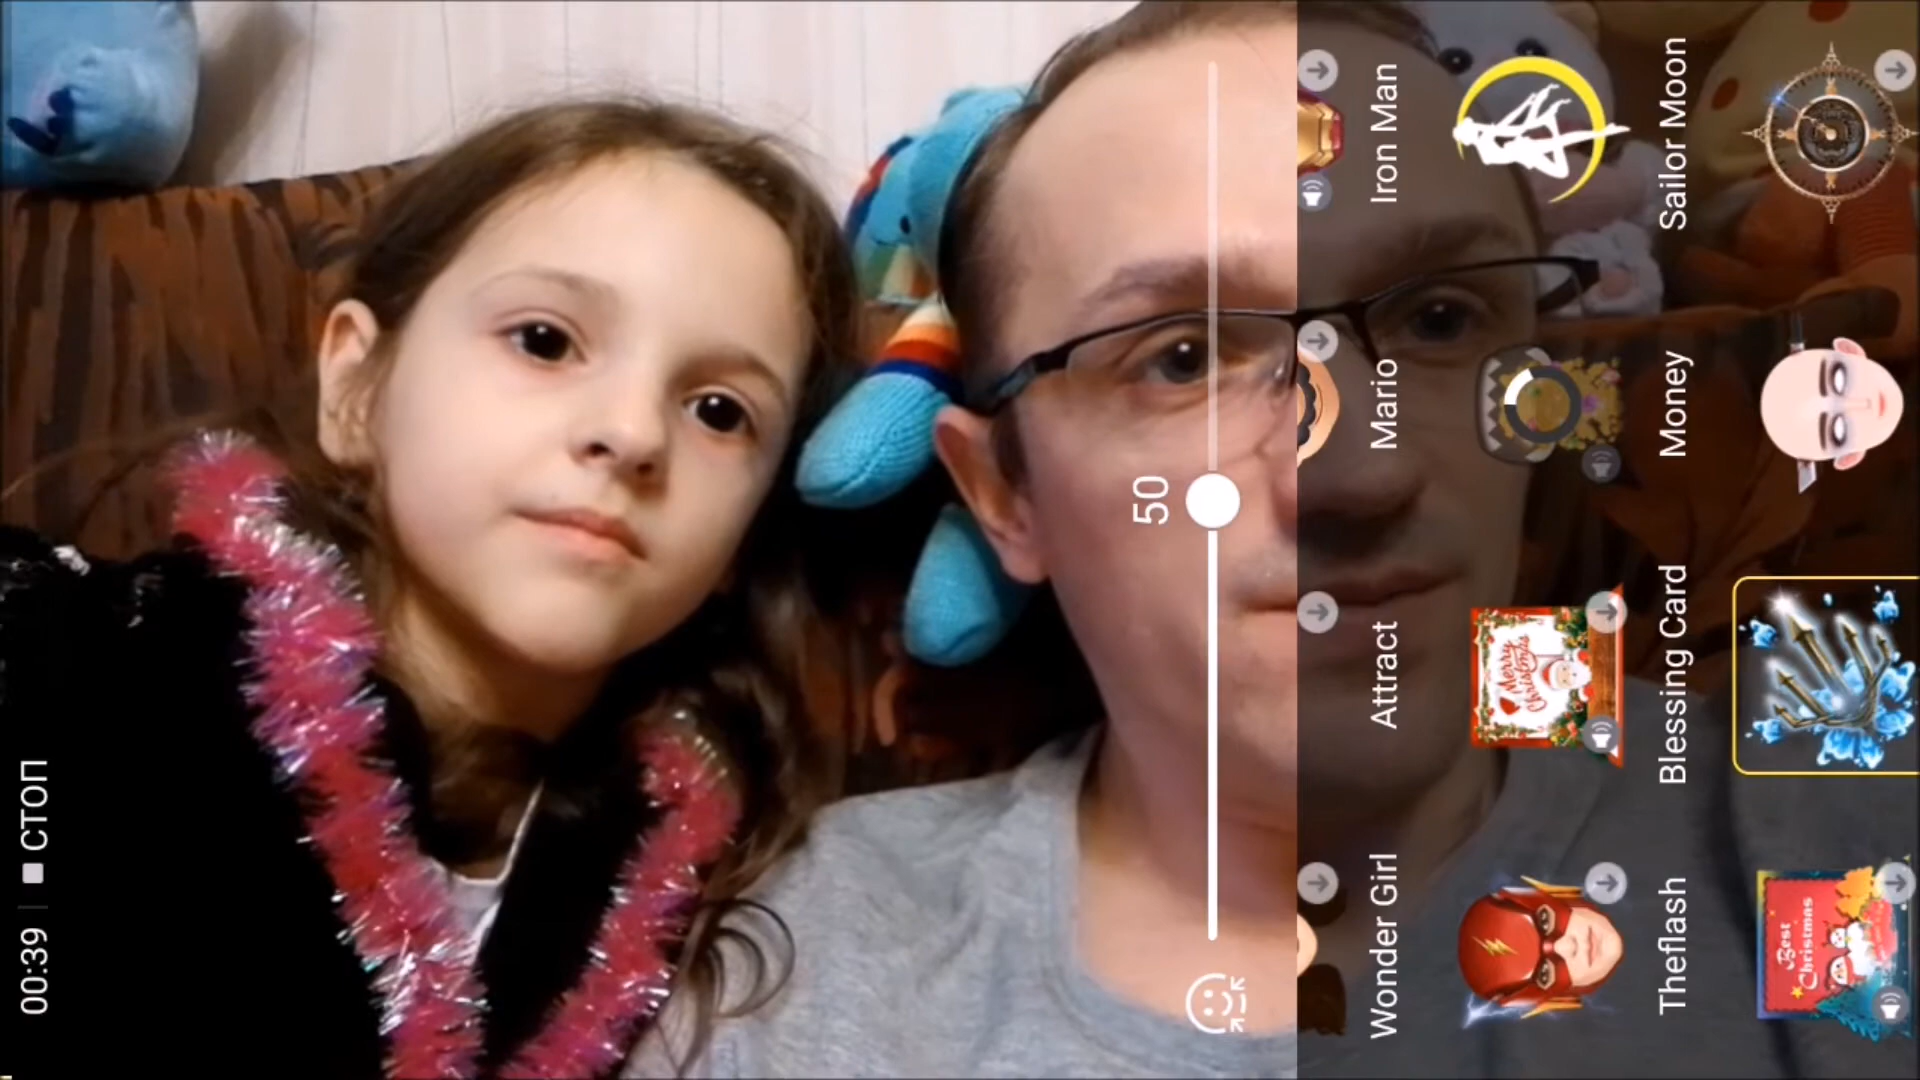 00:39 СТОП
50
Wonder Girl
Attract
Mario
Iron Man
Theflash
Blessing Card
Money
Sailor Moon
Merry
Christmas
Best
Christmas